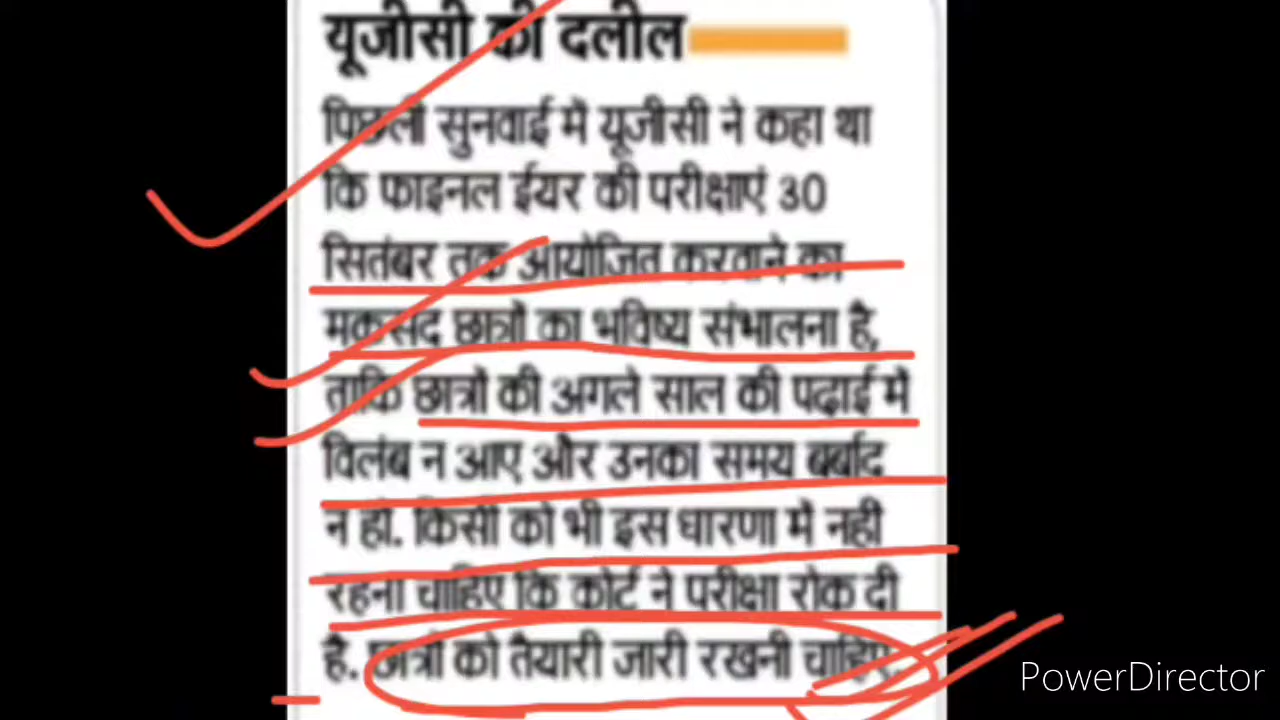 यूजीसी की दलील
पिछली सुनवाई में यूजीसी ने कहा था
कि फाइनल ईयर की परीक्षाएं 30
सितंबर तक आयोजित करवाने का
मकसद छात्रों का भविष्य संभालना है,
ताकि छात्रों की अगले साल की पढ़ाई में
विलंब न आए और उनका समय बर्बाद
न हो. किसी को भी इस धारणा में नहीं
रहना चाहिए कि कोर्ट ने परीक्षा रोक दी
है. छात्रों को तैयारी जारी रखनी चाहिए.
PowerDirector